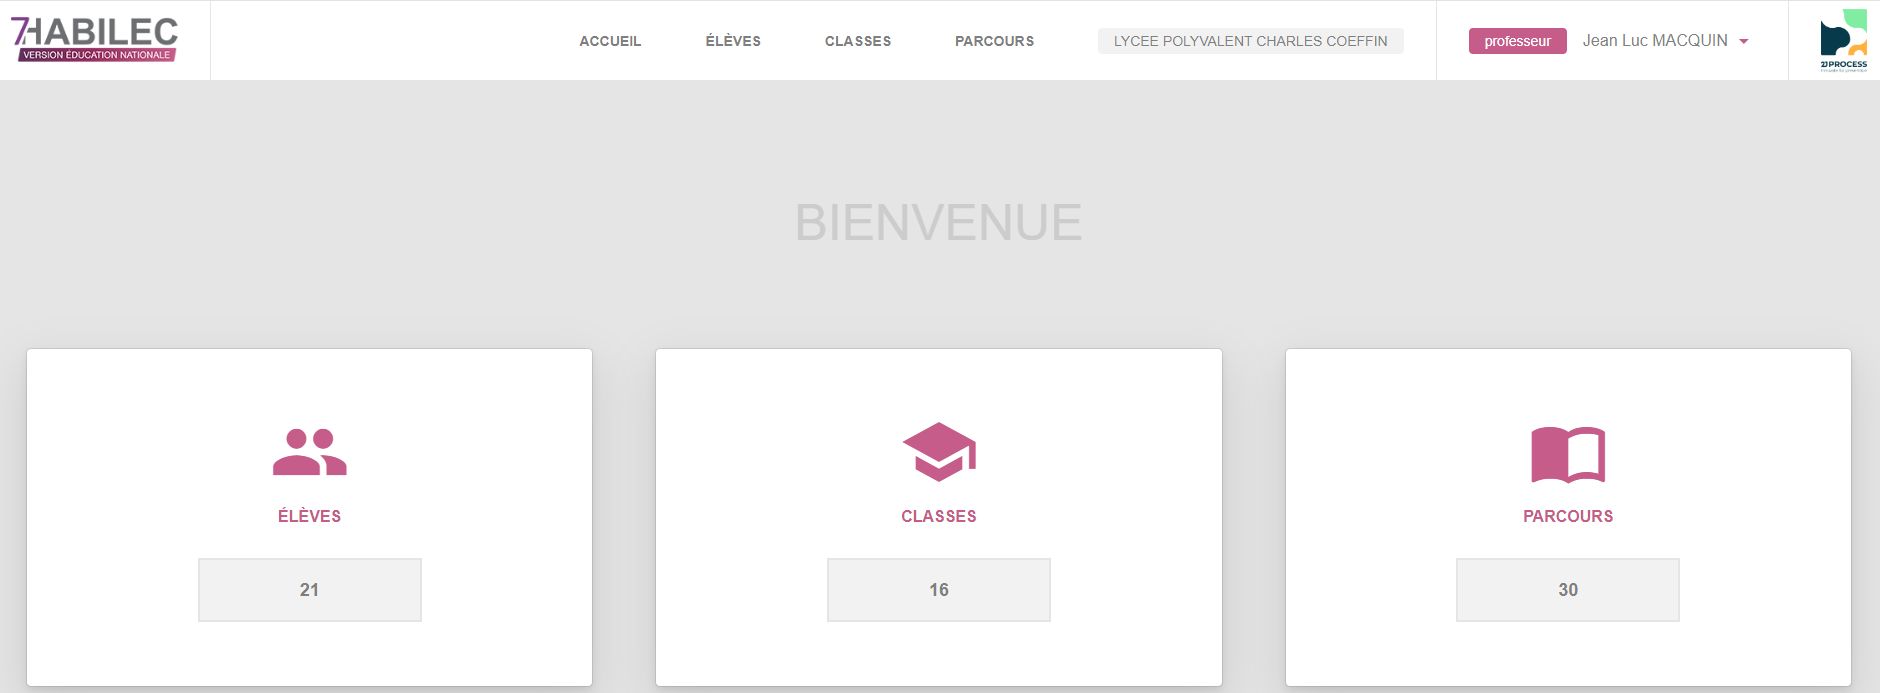 7HABILEC
VERSION ÉDUCATION NATIONALE
ACCUEIL
ÉLÈVES
CLASSES
PARCOURS
LYCEE POLYVALENT CHARLES COEFFIN
professeur
Jean Luc MACQUIN
2JPROCESS
BIENVENUE
ÉLÈVES
21
CLASSES
16
PARCOURS
30